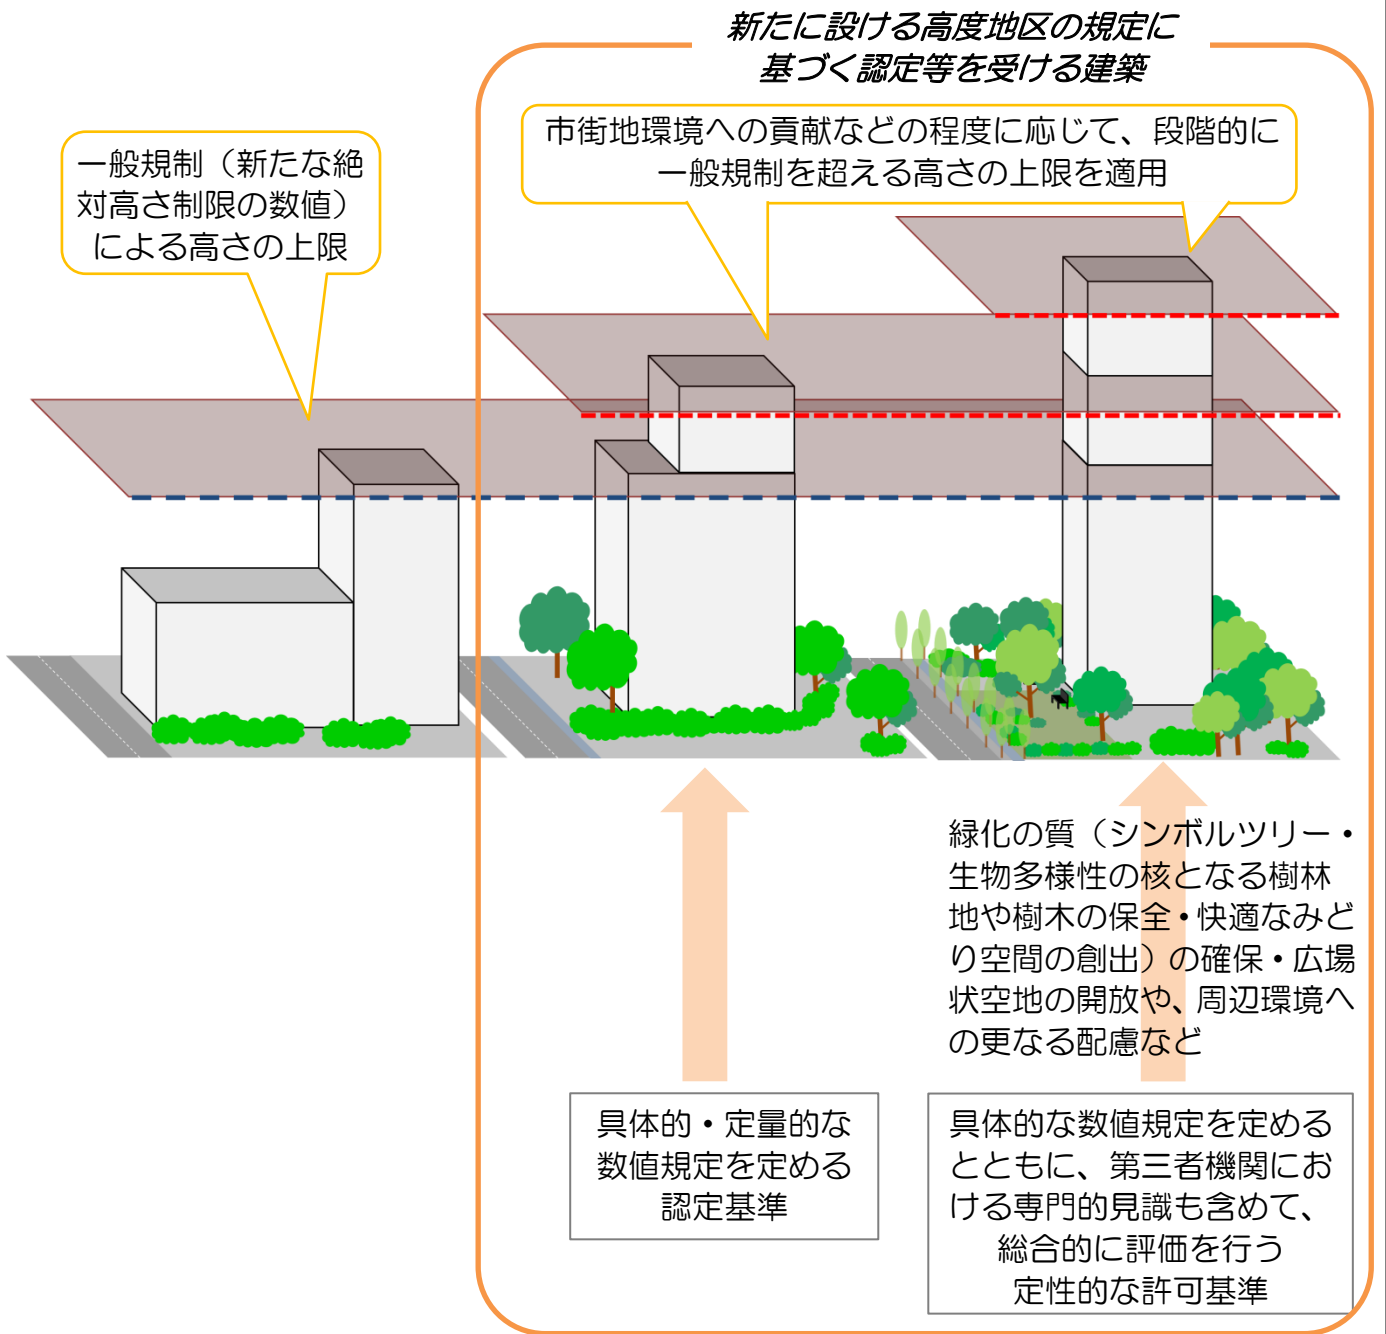 新たに設ける高度地区の規定に
基づく認定等を受ける建築
市街地環境への貢献などの程度に応じて、段階的に
一般規制を超える高さの上限を適用
一般規制（新たな絶
対高さ制限の数値）
による高さの上限
緑化の質（シンボルツリー・
生物多様性の核となる樹林
地や樹木の保全・快適なみど
り空間の創出）の確保・広場
状空地の開放や、周辺環境へ
の更なる配慮など
具体的・定量的な
数値規定を定める
認定基準
具体的な数値規定を定める
とともに、第三者機関にお
ける専門的見識も含めて、
総合的に評価を行う
定性的な許可基準